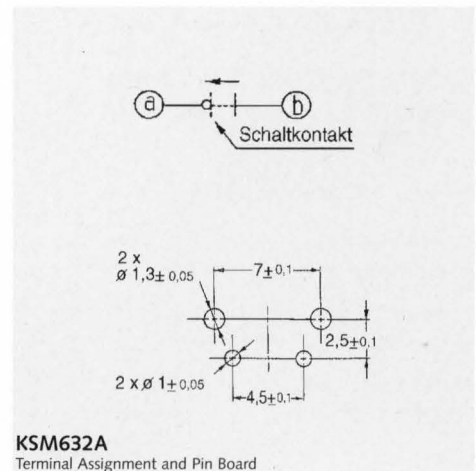 a
b
Schaltkontakt
2 x
ø 1,3± 0,05
7±0,1
2,5±0.1
2 x ø 1±0,05
4,5±0.1
KSM632A
Terminal Assignment and Pin Board